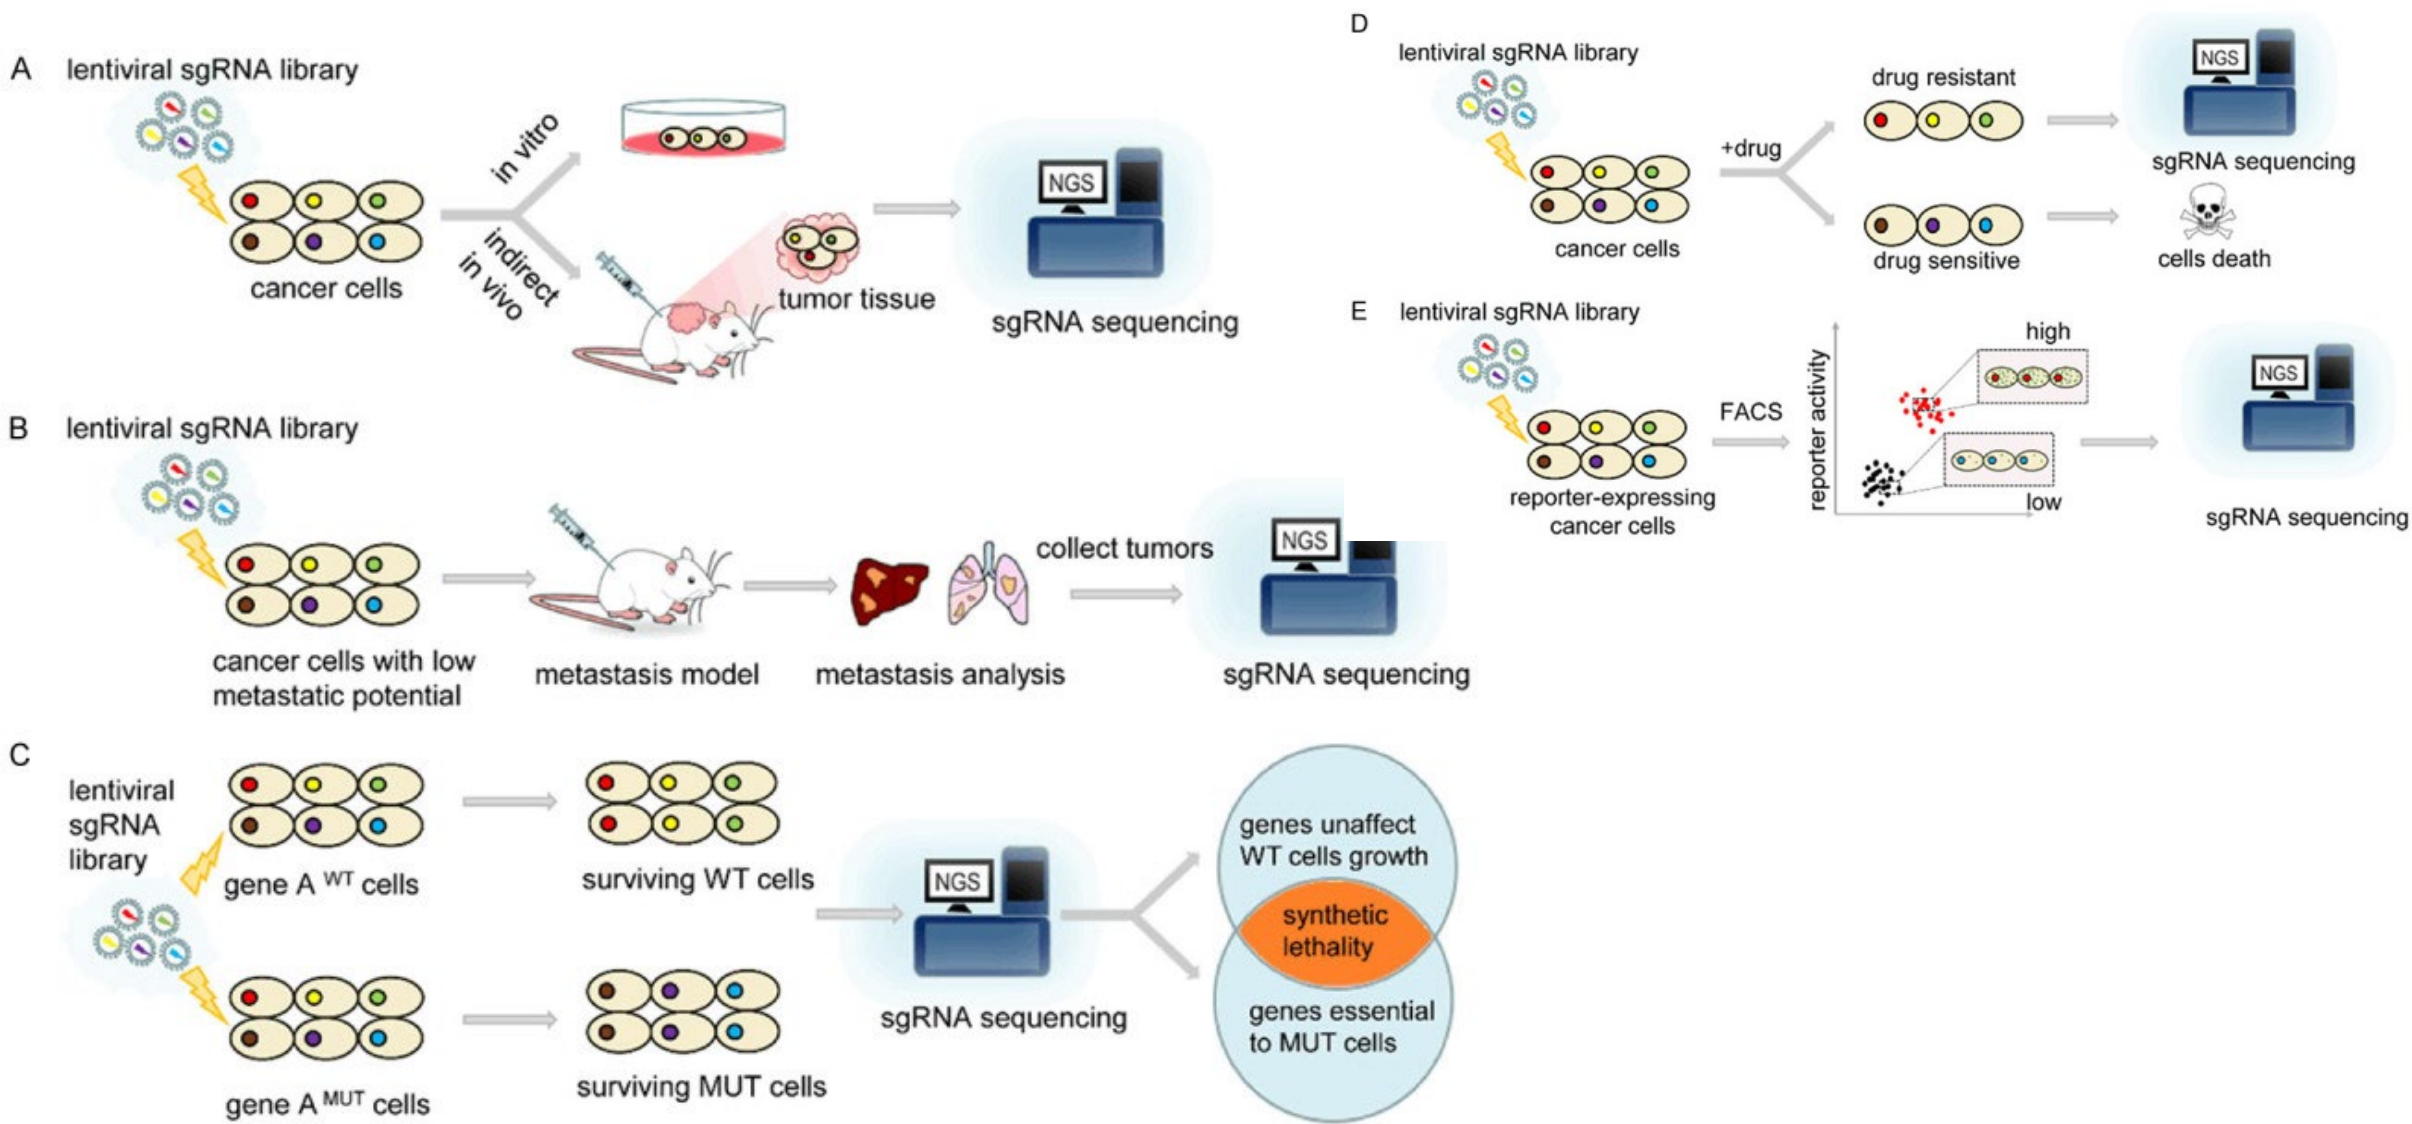 A
lentiviral sgRNA library
cancer cells
in vitro
indirect
in vivo
tumor tissue
NGS
sgRNA sequencing
B
lentiviral sgRNA library
cancer cells with low
metastatic potential
metastasis model
metastasis analysis
collect tumors
NGS
sgRNA sequencing
C
lentiviral
sgRNA
library
gene A WT cells
gene A MUT cells
surviving WT cells
surviving MUT cells
NGS
sgRNA sequencing
genes unaffect
WT cells growth
synthetic
lethality
genes essential
to MUT cells
D
lentiviral sgRNA library
cancer cells
+drug
drug resistant
drug sensitive
NGS
sgRNA sequencing
cells death
E
lentiviral sgRNA library
reporter-expressing
cancer cells
FACS
reporter activity
high
low
NGS
sgRNA sequencing